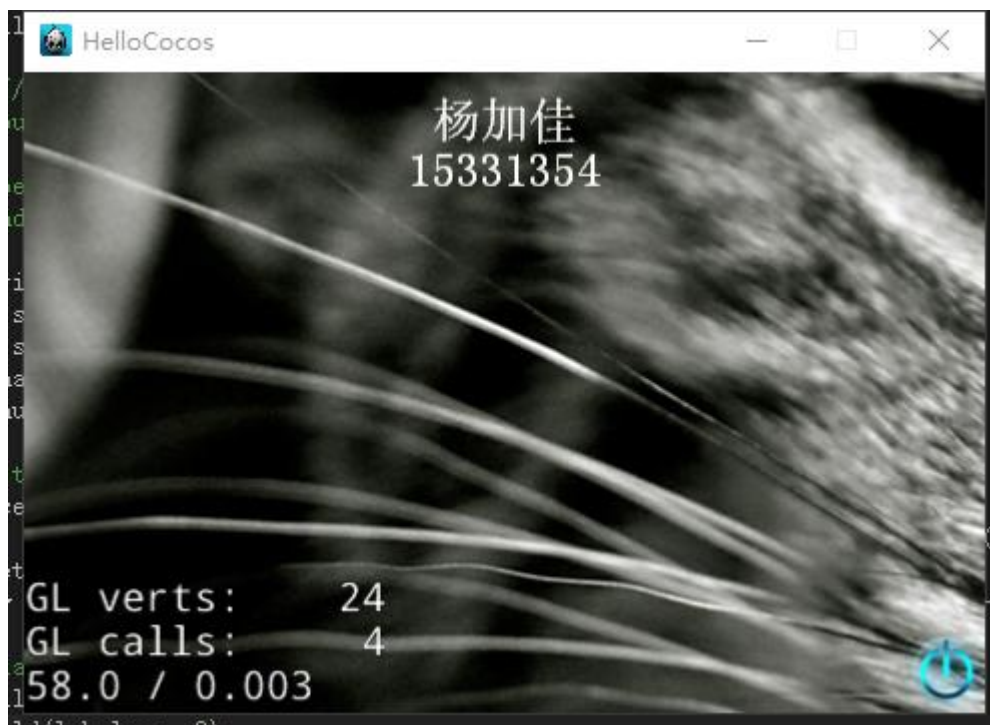 HelloCocos
杨加佳
15331354
GL verts: 24
GL calls: 4
58.0 / 0.003